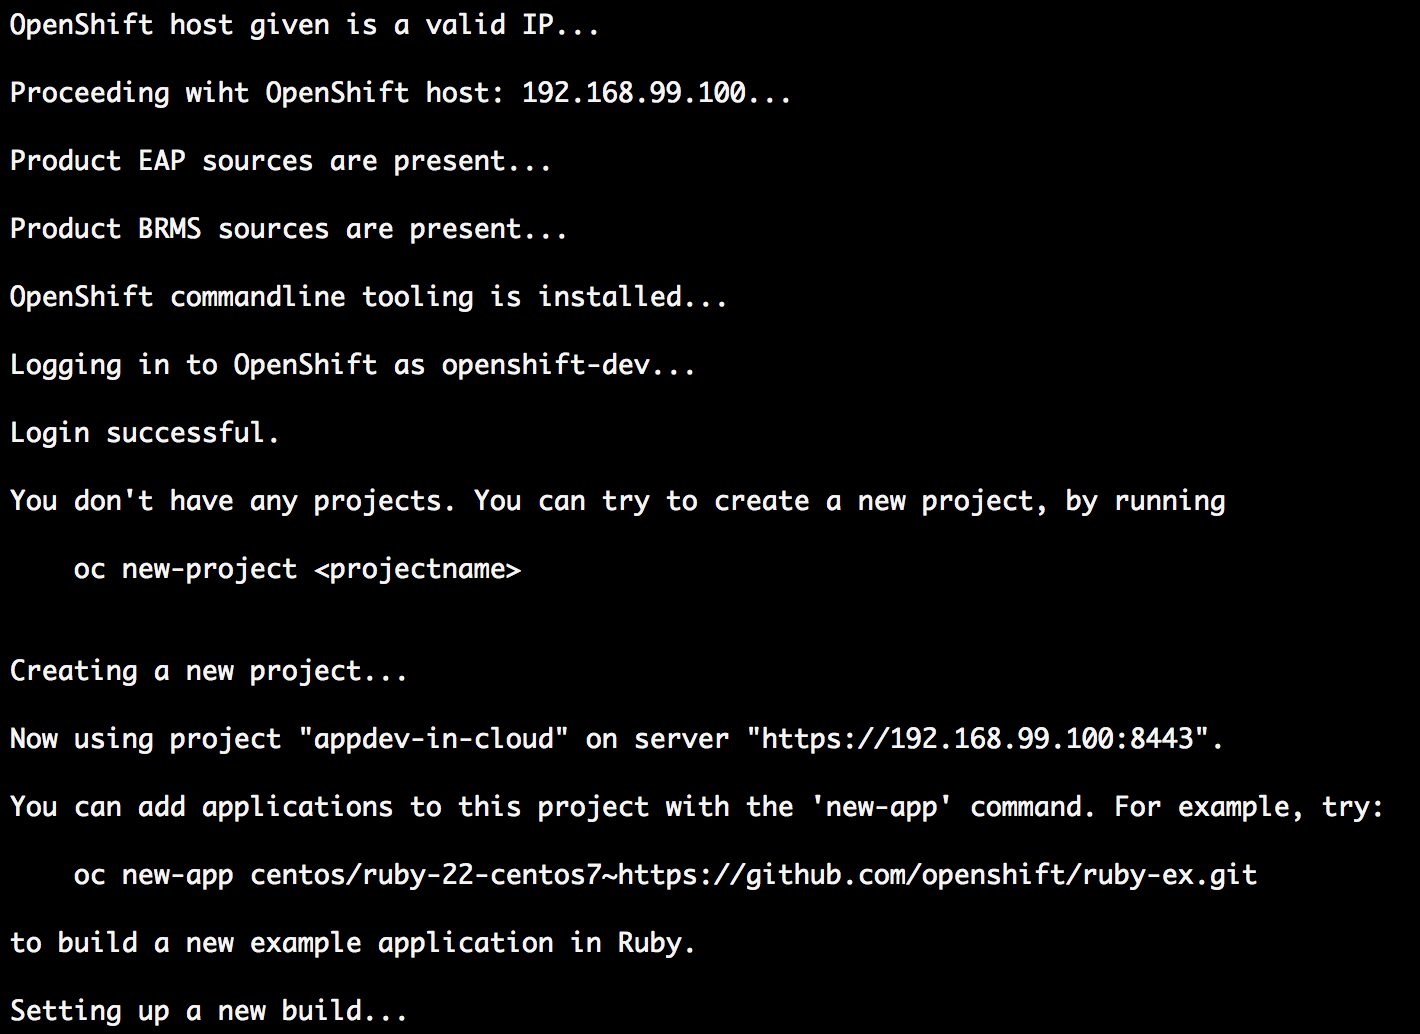 OpenShift host given is a valid IP...
Proceeding wiht OpenShift host: 192.168.99.100...
Product EAP sources are present...
Product BRMS sources are present...
OpenShift commandline tooling is installed...
Logging in to OpenShift as openshift-dev...
Login successful.
You don't have any projects. You can try to create a new project, by running
    oc new-project <projectname>
Creating a new project...
Now using project "appdev-in-cloud" on server "https://192.168.99.100:8443".
You can add applications to this project with the 'new-app' command. For example, try:
    oc new-app centos/ruby-22-centos7~https://github.com/openshift/ruby-ex.git
to build a new example application in Ruby.
Setting up a new build...